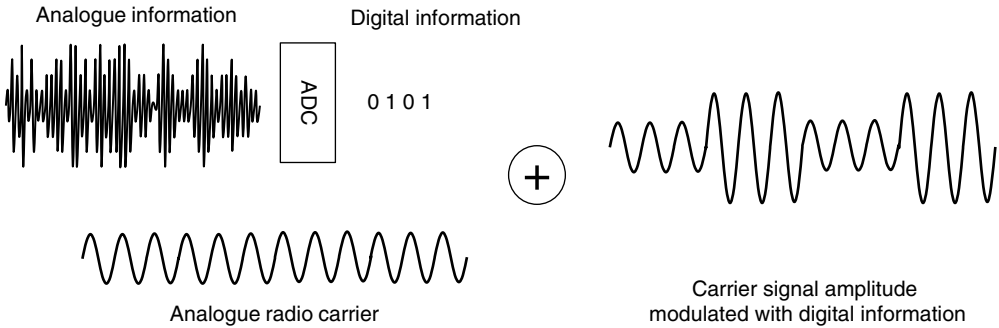 Analogue information
Digital information
ADC
0 1 0 1
+
Analogue radio carrier
Carrier signal amplitude
modulated with digital information